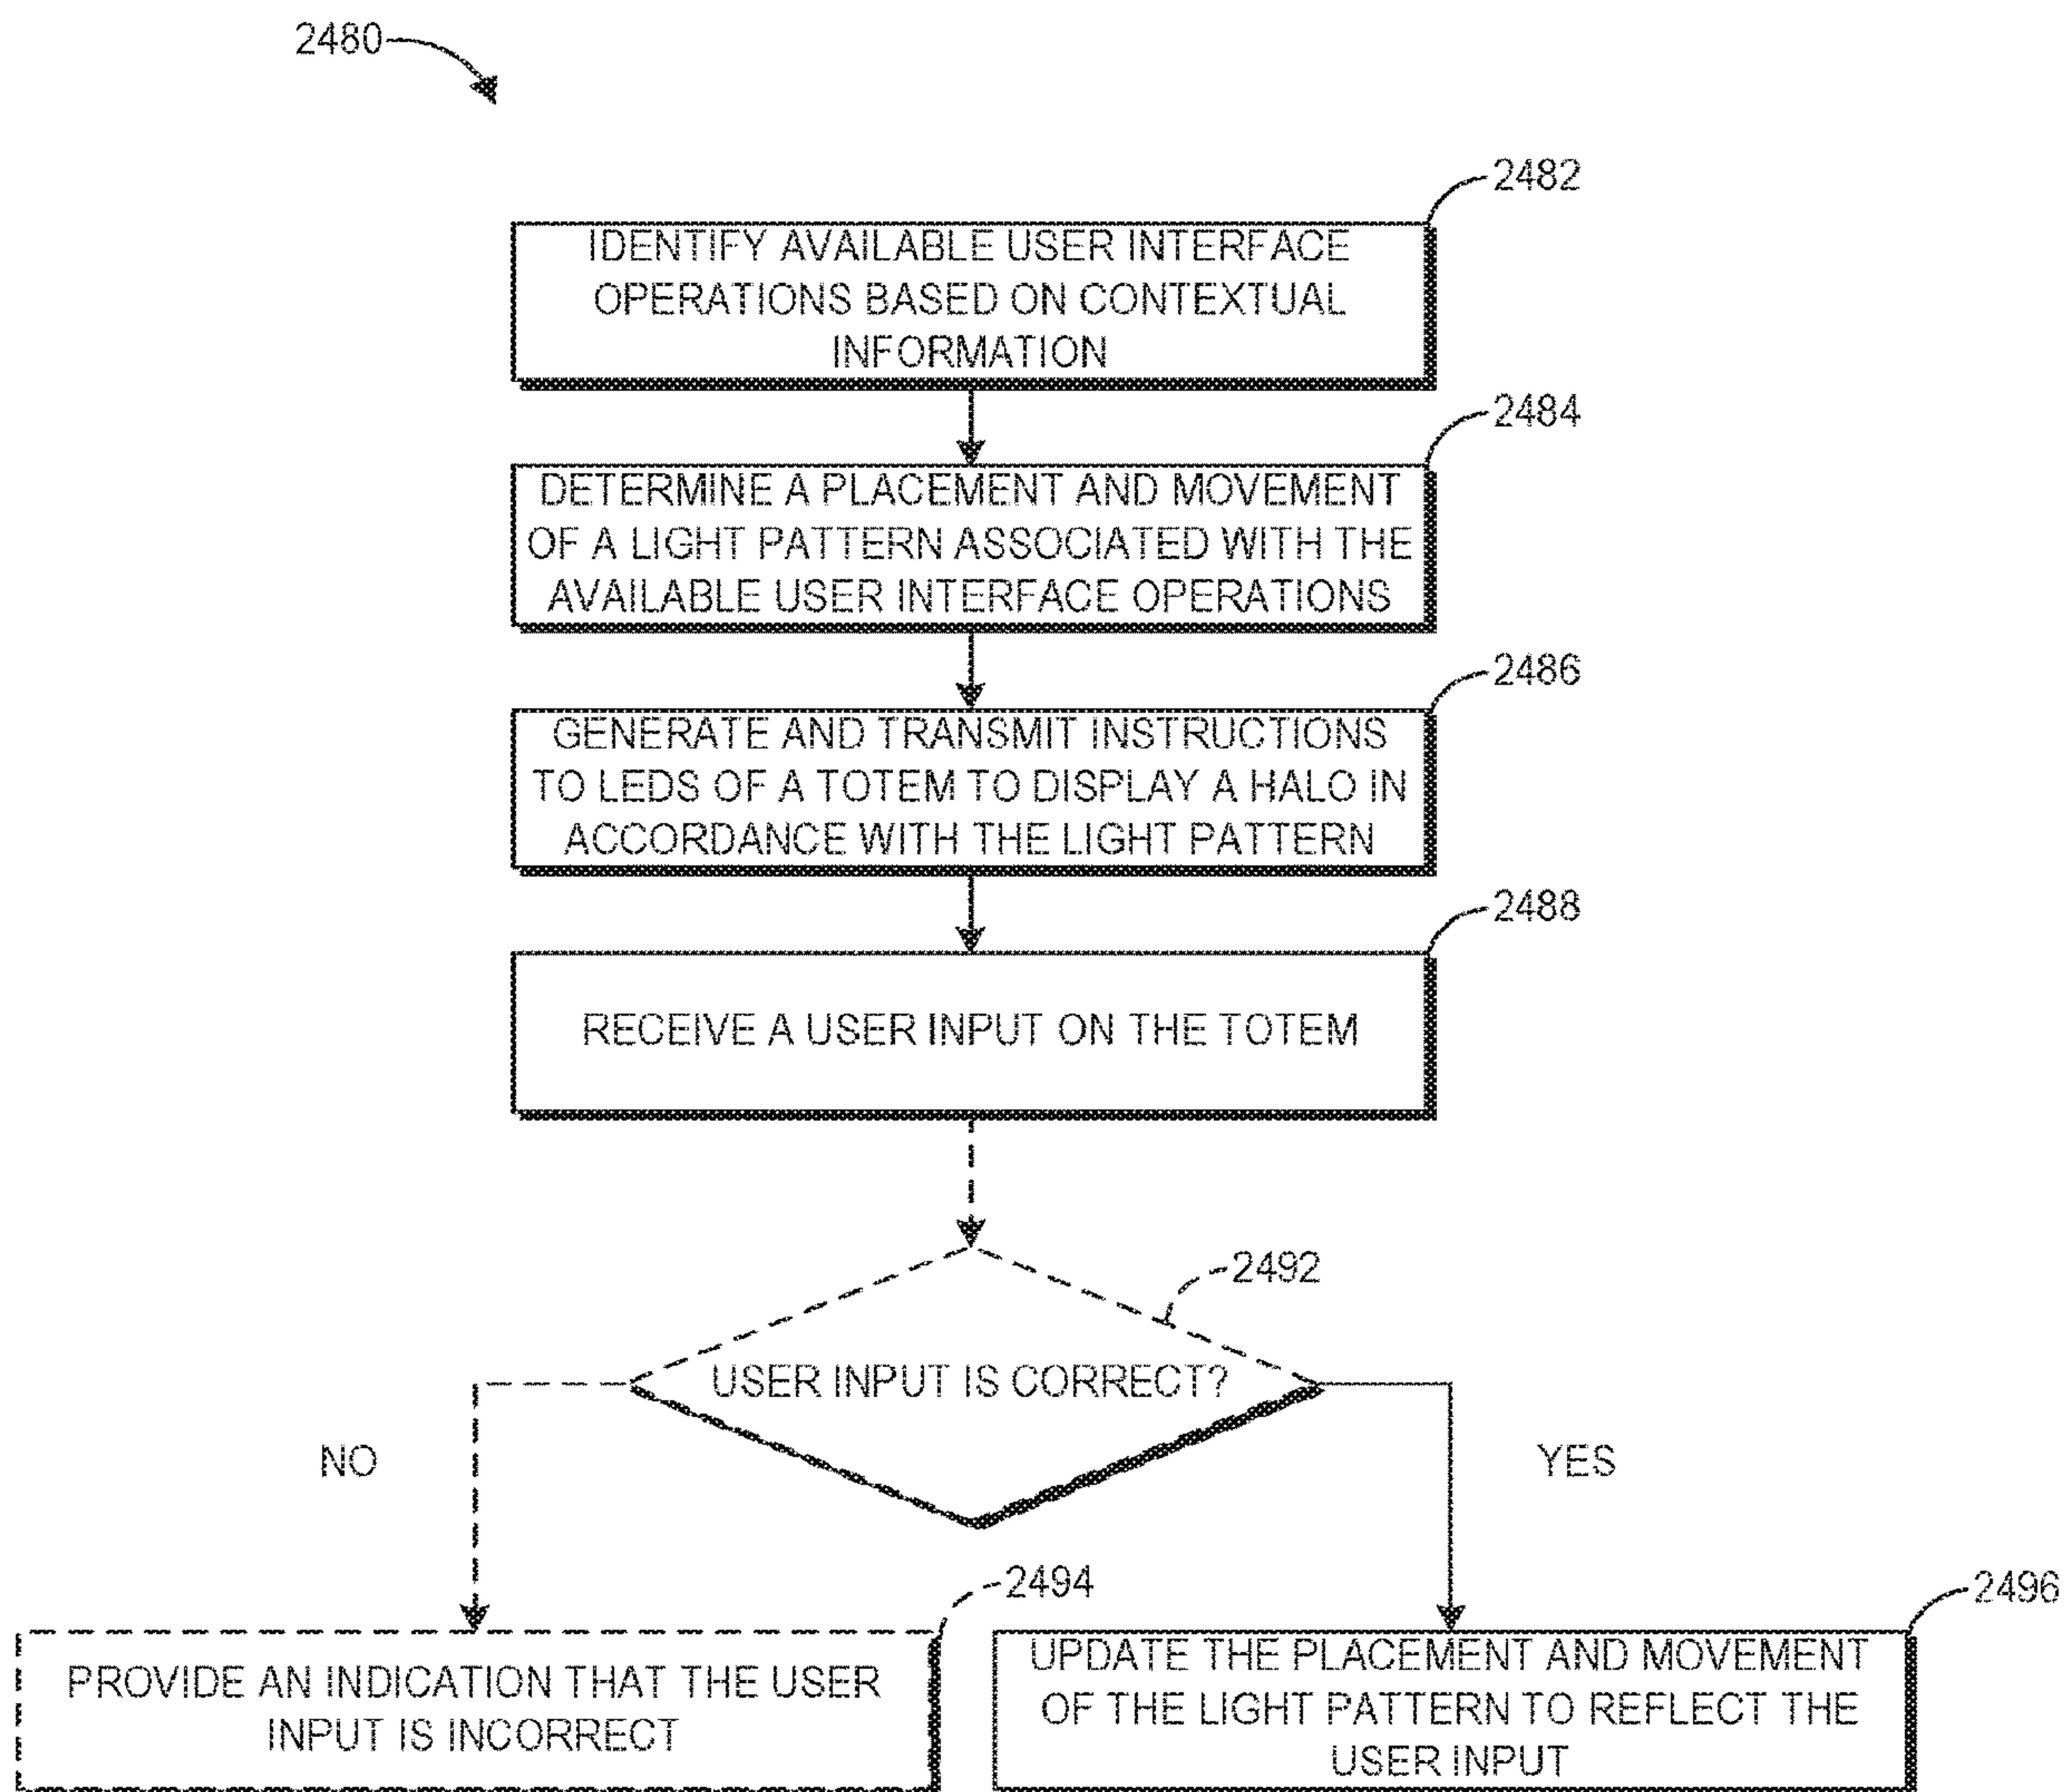 2480
2482
IDENTIFY AVAILABLE USER INTERFACE
OPERATIONS BASED ON CONTEXTUAL
INFORMATION
2484
DETERMINE A PLACEMENT AND MOVEMENT
OF A LIGHT PATTERN ASSOCIATED WITH THE
AVAILABLE USER INTERFACE OPERATIONS
2486
GENERATE AND TRANSMIT INSTRUCTIONS
TO LEDS OF A TOTEM TO DISPLAY A HALO IN
ACCORDANCE WITH THE LIGHT PATTERN
2488
RECEIVE A USER INPUT ON THE TOTEM
2492
USER INPUT IS CORRECT?
NO
YES
2494
PROVIDE AN INDICATION THAT THE USER
INPUT IS INCORRECT
2496
UPDATE THE PLACEMENT AND MOVEMENT
OF THE LIGHT PATTERN TO REFLECT THE
USER INPUT